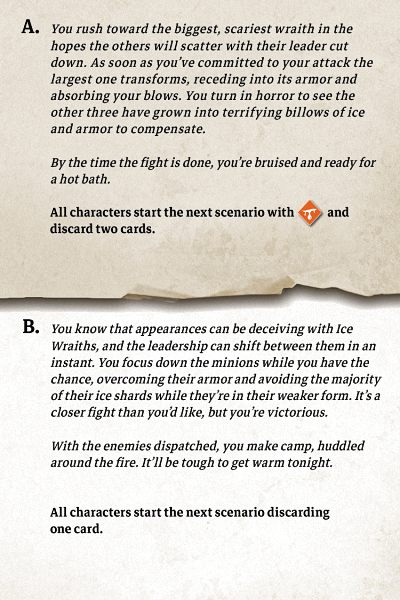 A. You rush toward the biggest, scariest wraith in the
hopes the others will scatter with their leader cut
down. As soon as you've committed to your attack the
largest one transforms, receding into its armor and
absorbing your blows. You turn in horror to see the
other three have grown into terrifying billows of ice
and armor to compensate.
By the time the fight is done, you're bruised and ready for
a hot bath.
All characters start the next scenario with and
discard two cards.
B. You know that appearances can be deceiving with Ice
Wraiths, and the leadership can shift between them in an
instant. You focus down the minions while you have the
chance, overcoming their armor and avoiding the majority
of their ice shards while they're in their weaker form. It's a
closer fight than you'd like, but you're victorious.
With the enemies dispatched, you make camp, huddled
around the fire. It'll be tough to get warm tonight.
All characters start the next scenario discarding
one card.